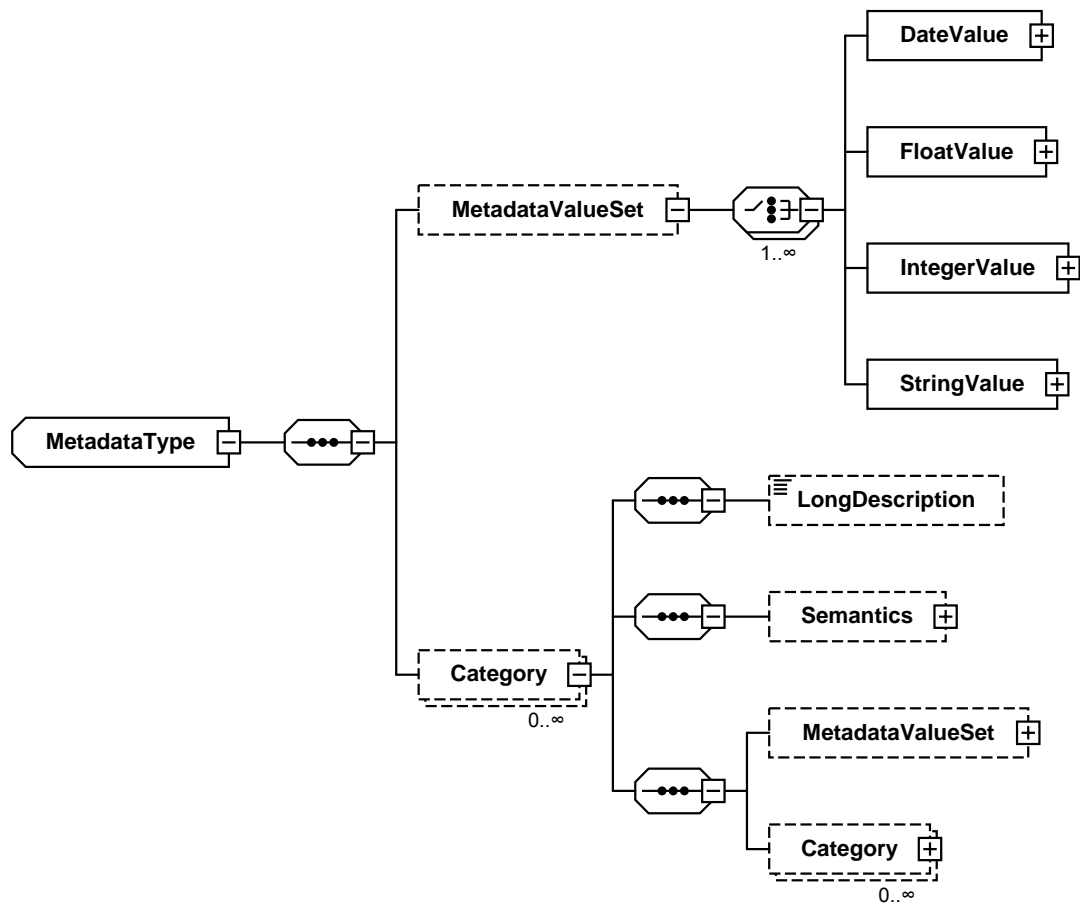 DateValue
FloatValue
MetadataValueSet
1..∞
IntegerValue
StringValue
MetadataType
LongDescription
Semantics
Category
0..∞
MetadataValueSet
Category
0..∞